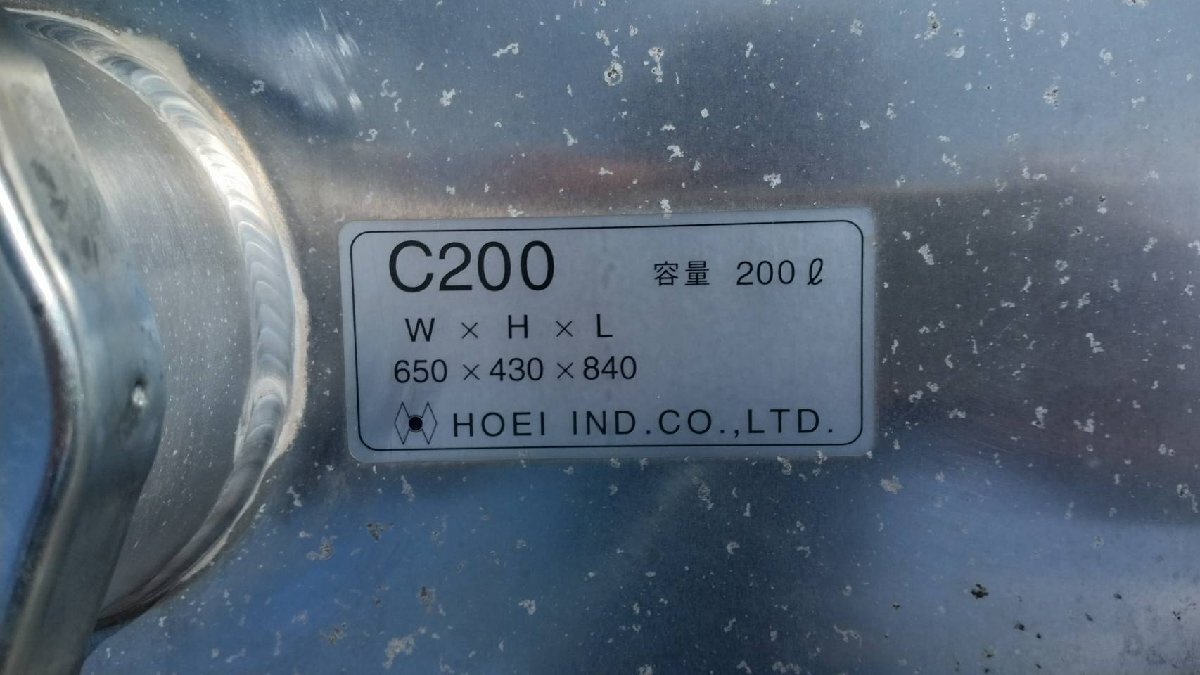 C200 容量 200ℓ
W × H × L
650 × 430 × 840
HOEI IND.CO.,LTD.